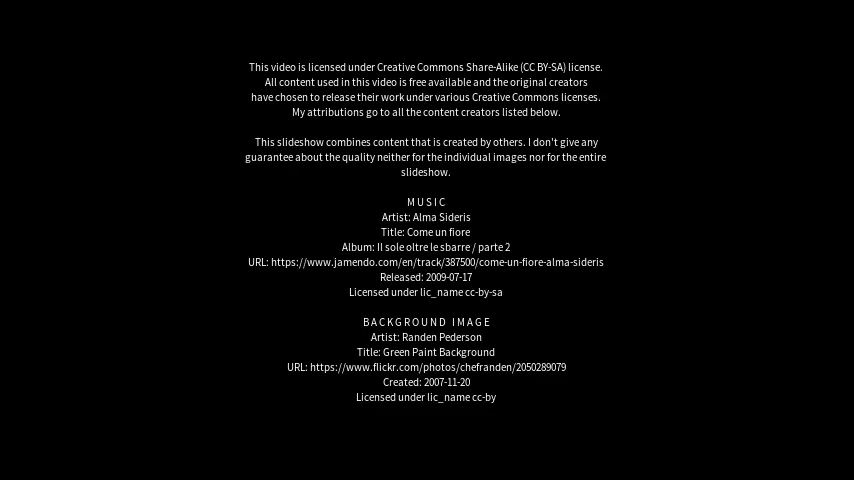 This video is licensed under Creative Commons Share-Alike (CC BY-SA) license.
All content used in this video is free available and the original creators
have chosen to release their work under various Creative Commons licenses.
My attributions go to all the content creators listed below.
This slideshow combines content that is created by others. I don't give any
guarantee about the quality neither for the individual images nor for the entire
slideshow.
MUSIC
Artist: Alma Sideris
Title: Come un fiore
Album: Il sole oltre le sbarre / parte 2
URL: https://www.jamendo.com/en/track/387500/come-un-fiore-alma-sideris
Released: 2009-07-17
Licensed under lic_name cc-by-sa
BACKGROUND IMAGE
Artist: Randen Pederson
Title: Green Paint Background
URL: https://www.flickr.com/photos/chefranden/2050289079
Created: 2007-11-20
Licensed under lic_name cc-by